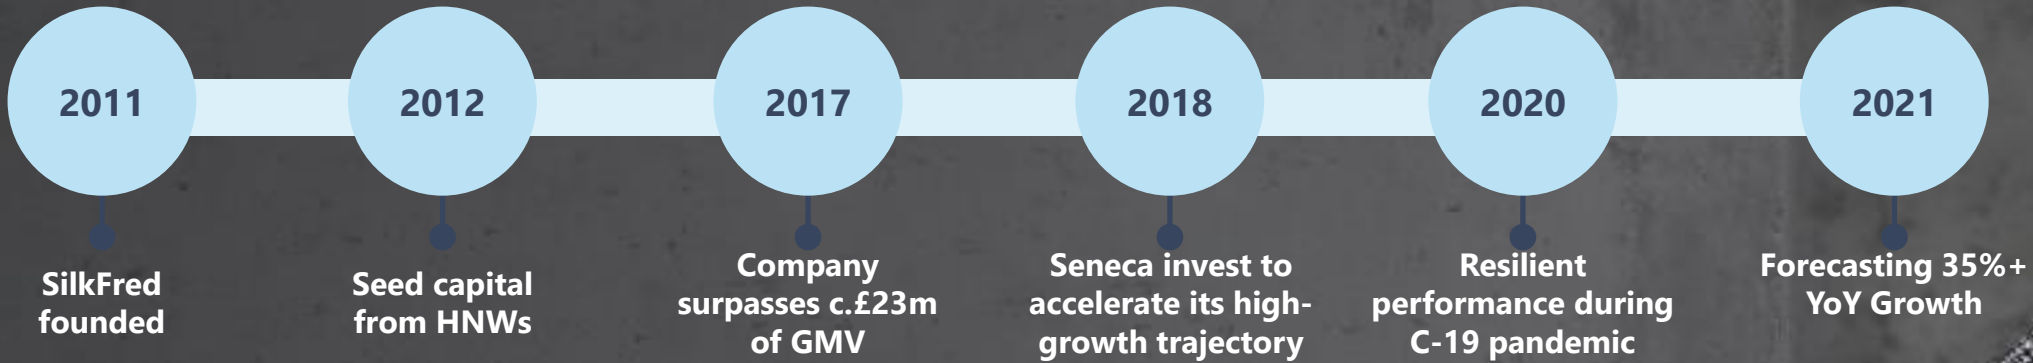 2011
2012
2017
2018
2020
2021
SilkFred
founded
Seed capital
from HNWs
Company
surpasses c.£23m
of GMV
Seneca invest to
accelerate its high-
growth trajectory
Resilient
performance during
C-19 pandemic
Forecasting 35%+
YoY Growth